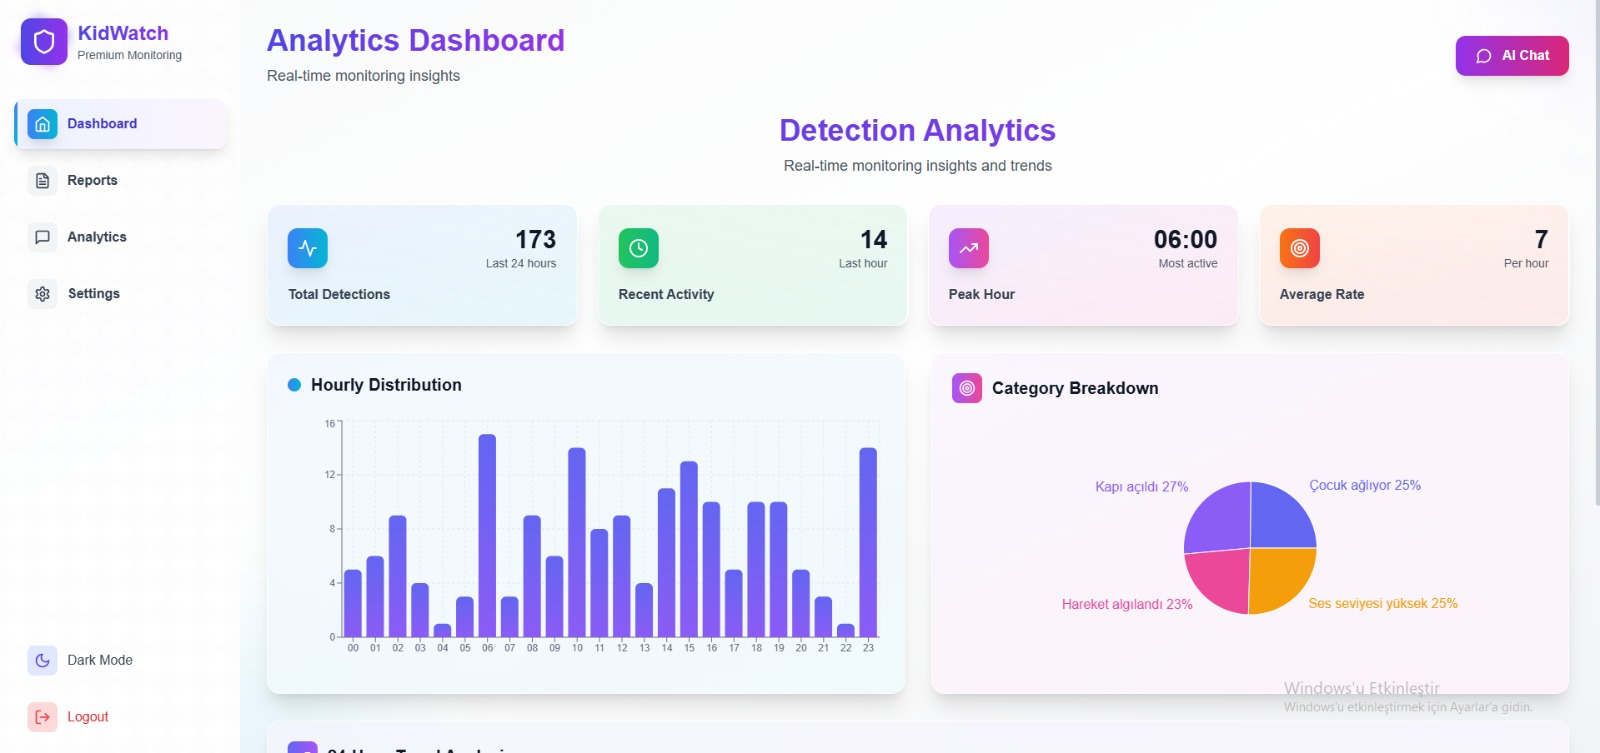 KidWatch
Premium Monitoring
Dashboard
Reports
Analytics
Settings
Dark Mode
Logout
Analytics Dashboard
Real-time monitoring insights
AI Chat
Detection Analytics
Real-time monitoring insights and trends
173
Last 24 hours
Total Detections
14
Last hour
Recent Activity
06:00
Most active
Peak Hour
7
Per hour
Average Rate
Hourly Distribution
16
12
8
4
0
00 01 02 03 04 05 06 07 08 09 10 11 12 13 14 15 16 17 18 19 20 21 22 23
Category Breakdown
Kapı açıldı 27%
Çocuk ağlıyor 25%
Hareket algılandı 23%
Ses seviyesi yüksek 25%
Windows'u Etkinleştir
Windows'u etkinleştirmek için Ayarlar'a gidin.